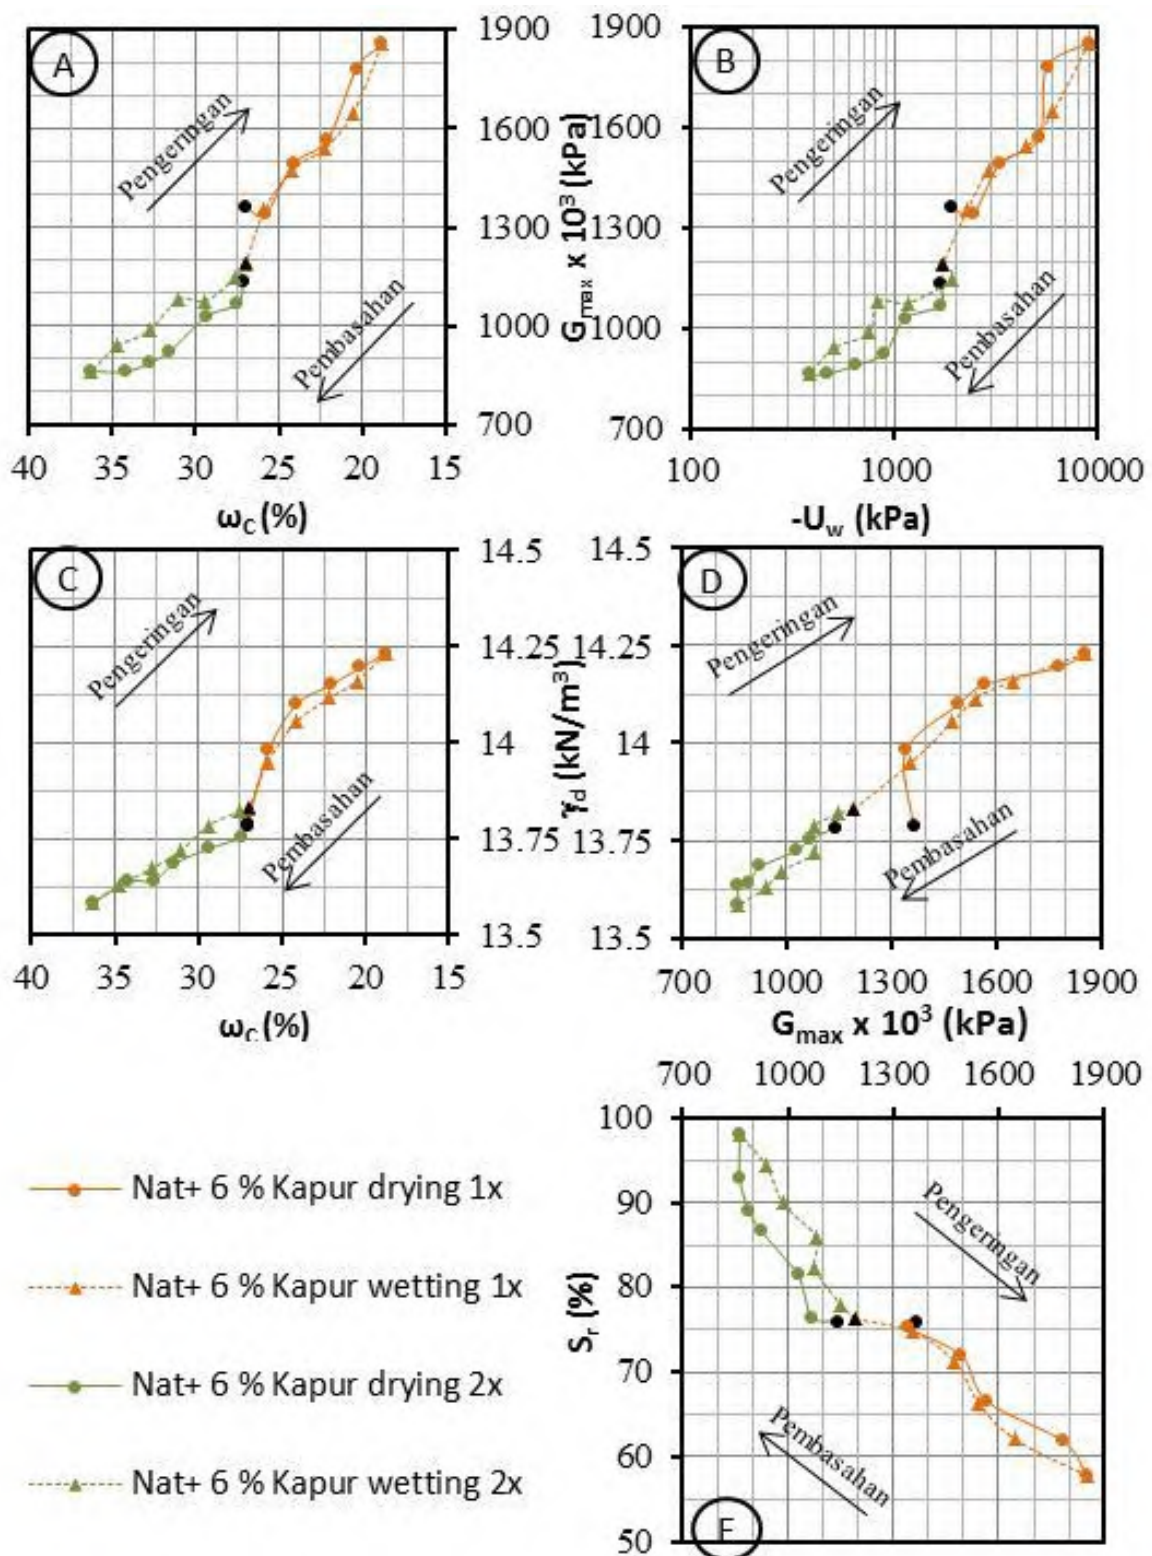 A
Pengeringan
Pembasahan
1900
1600
1300
1000
700
40 35 30 25 20 15
ωC (%)
Gmax x 10³ (kPa)
B
Pengeringan
Pembasahan
1900
1600
1300
1000
700
100 1000 10000
-Uw (kPa)
C
Pengeringan
Pembasahan
14.5
14.25
14
13.75
13.5
40 35 30 25 20 15
ωC (%)
γd (kN/m³)
D
Pengeringan
Pembasahan
14.5
14.25
14
13.75
13.5
700 1000 1300 1600 1900
Gmax x 10³ (kPa)
700 1000 1300 1600 1900
100
90
80
70
60
50
Sr (%)
Pengeringan
Pembasahan
Nat+ 6 % Kapur drying 1x
Nat+ 6 % Kapur wetting 1x
Nat+ 6 % Kapur drying 2x
Nat+ 6 % Kapur wetting 2x